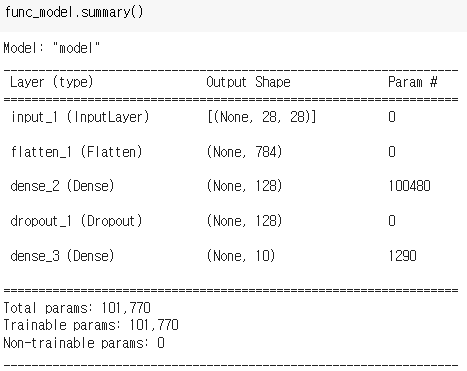 func_model.summary()
Model: "model"
Layer (type) Output Shape Param #
input_1 (InputLayer) [(None, 28, 28)] 0
flatten_1 (Flatten) (None, 784) 0
dense_2 (Dense) (None, 128) 100480
dropout_1 (Dropout) (None, 128) 0
dense_3 (Dense) (None, 10) 1290
Total params: 101,770
Trainable params: 101,770
Non-trainable params: 0